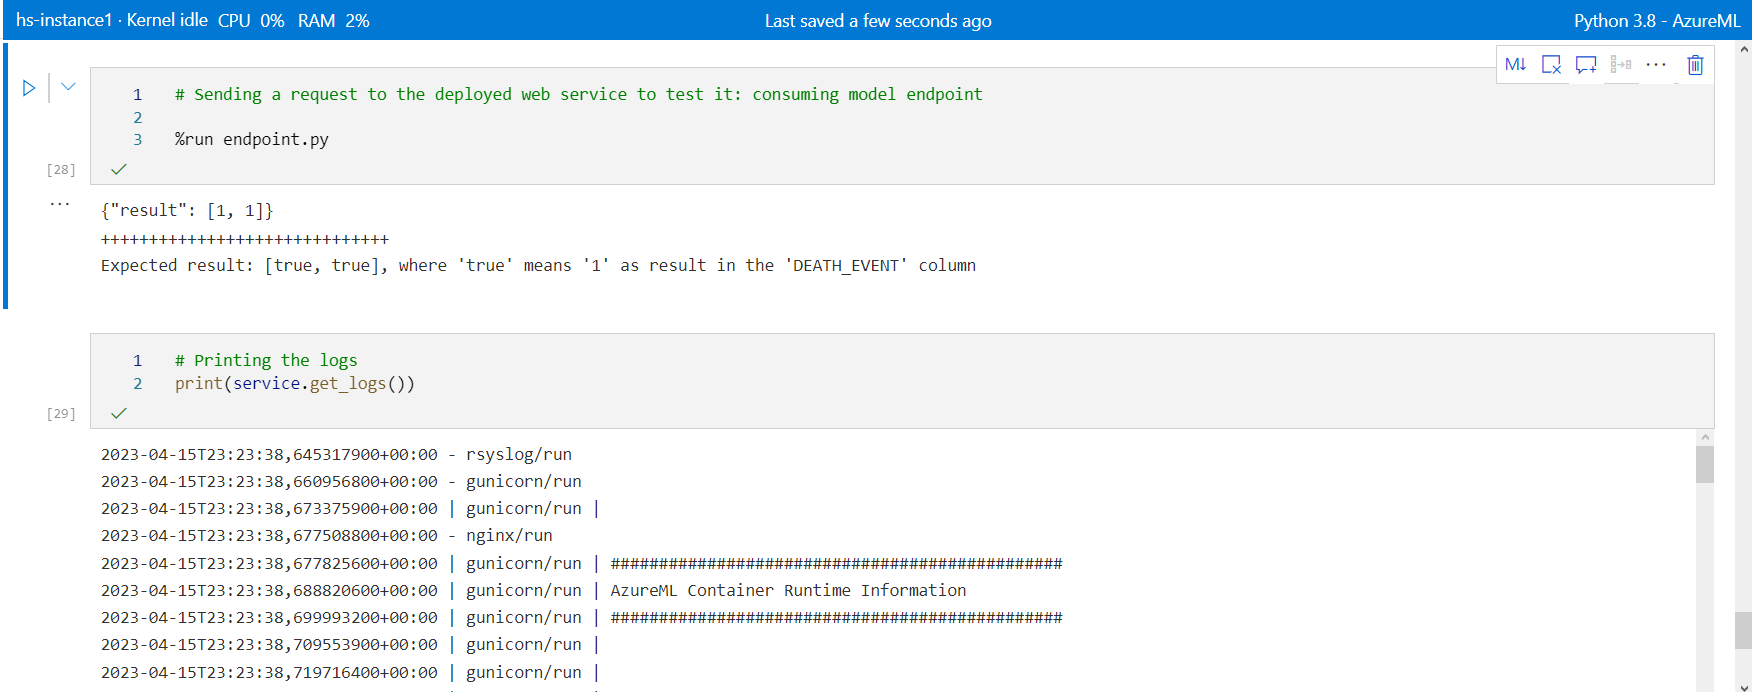 hs-instance1 · Kernel idle CPU 0% RAM 2% Last saved a few seconds ago Python 3.8 - AzureML
M↓ ···
1 # Sending a request to the deployed web service to test it: consuming model endpoint
2
3 %run endpoint.py
[28]
··· {"result": [1, 1]}
++++++++++++++++++++++++++++++
Expected result: [true, true], where 'true' means '1' as result in the 'DEATH_EVENT' column
1 # Printing the logs
2 print(service.get_logs())
[29]
2023-04-15T23:23:38,645317900+00:00 - rsyslog/run
2023-04-15T23:23:38,660956800+00:00 - gunicorn/run
2023-04-15T23:23:38,673375900+00:00 | gunicorn/run |
2023-04-15T23:23:38,677508800+00:00 - nginx/run
2023-04-15T23:23:38,677825600+00:00 | gunicorn/run | ###############################################
2023-04-15T23:23:38,688820600+00:00 | gunicorn/run | AzureML Container Runtime Information
2023-04-15T23:23:38,699993200+00:00 | gunicorn/run | ###############################################
2023-04-15T23:23:38,709553900+00:00 | gunicorn/run |
2023-04-15T23:23:38,719716400+00:00 | gunicorn/run |